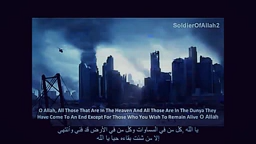 SoldierOfAllah2
O Allah, All Those That Are In The Heaven And All Those Are In The Dunya They
Have Come To An End Except For Those Who You Wish To Remain Alive O Allah
يا الله ,كل من في السماوات وكل من في الأرض قد فني وأنتهى
إلا من شئت بقاءه حيا يا الله